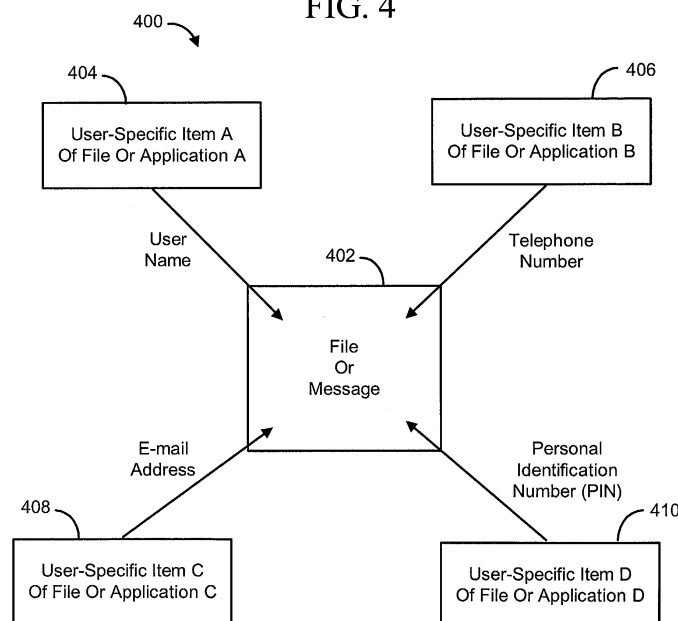 FIG. 4
400
404
406
User-Specific Item A
Of File Or Application A
User-Specific Item B
Of File Or Application B
User
Name
402
Telephone
Number
File
Or
Message
E-mail
Address
Personal
Identification
Number (PIN)
408
410
User-Specific Item C
Of File Or Application C
User-Specific Item D
Of File Or Application D